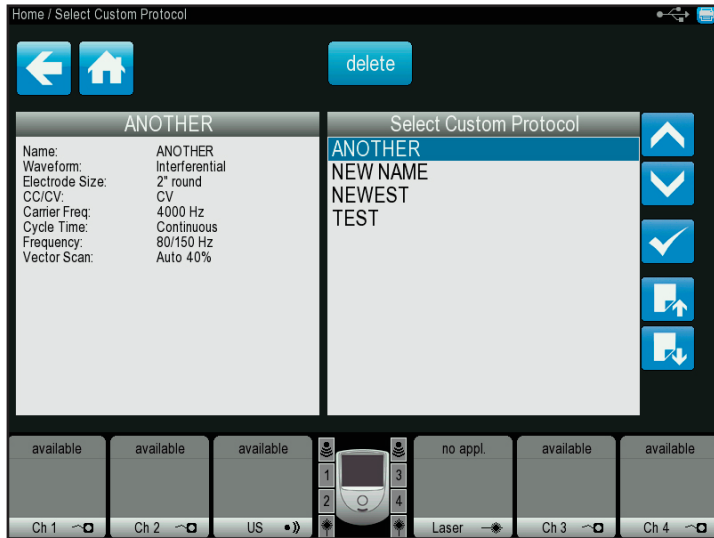 Home / Select Custom Protocol
delete
ANOTHER
Name: ANOTHER
Waveform: Interferential
Electrode Size: 2" round
CC/CV: CV
Carrier Freq: 4000 Hz
Cycle Time: Continuous
Frequency: 80/150 Hz
Vector Scan: Auto 40%
Select Custom Protocol
ANOTHER
NEW NAME
NEWEST
TEST
available
available
available
1
2
3
4
no appl.
available
available
Ch 1
Ch 2
US
Laser
Ch 3
Ch 4